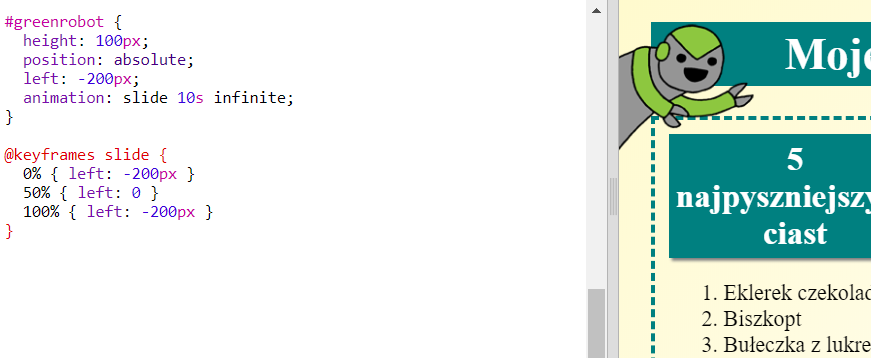 #greenrobot {
height: 100px;
position: absolute;
left: -200px;
animation: slide 10s infinite;
}
@keyframes slide {
0% { left: -200px }
50% { left: 0 }
100% { left: -200px }
}
Moje
5
najpyszniejszy
ciast
1. Eklerek czekolad
2. Biszkopt
3. Bułeczka z lukre